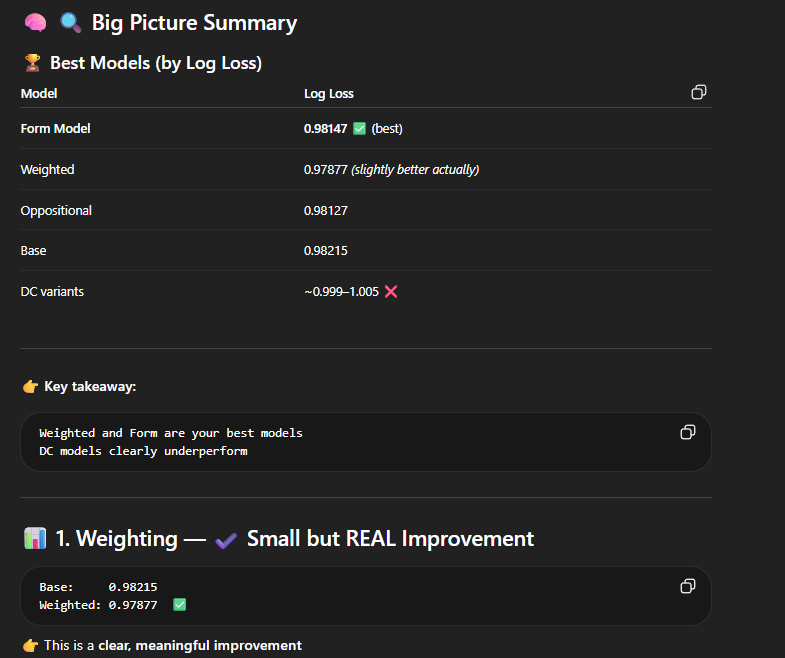 🧠 🔍 Big Picture Summary
🏆 Best Models (by Log Loss)
Model Log Loss
Form Model 0.98147 ✅ (best)
Weighted 0.97877 (slightly better actually)
Oppositional 0.98127
Base 0.98215
DC variants ~0.999–1.005 ❌
👉 Key takeaway:
Weighted and Form are your best models
DC models clearly underperform
📊 1. Weighting — ✔️ Small but REAL Improvement
Base: 0.98215
Weighted: 0.97877 ✅
👉 This is a clear, meaningful improvement